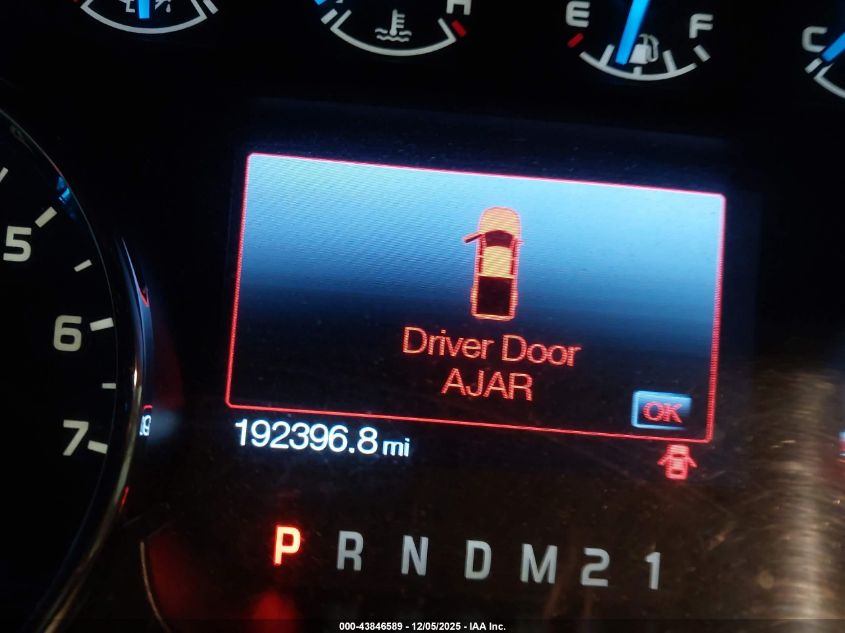 H
E
F
C
5
6
7
Driver Door
AJAR
OK
192396.8 mi
P R N D M 2 1
000-43846589 - 12/05/2025 - IAA Inc.